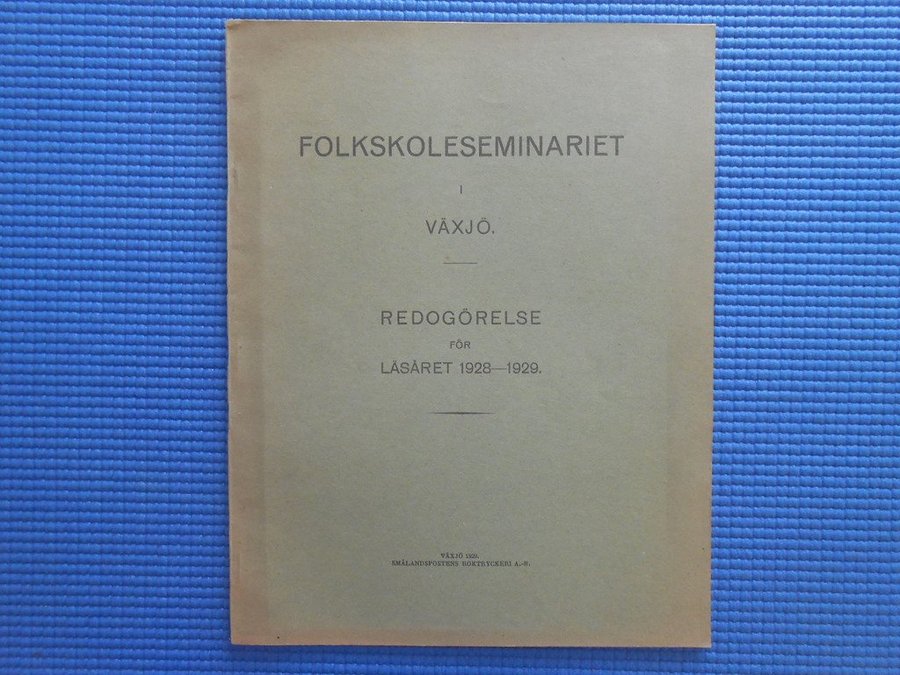 FOLKSKOLESEMINARIET
I
VÄXJÖ.
REDOGÖRELSE
FÖR
LÄSÅRET 1928—1929.
VÄXJÖ 1929.
SMÅLANDSPOSTENS BOKTRYCKERI A.-B.